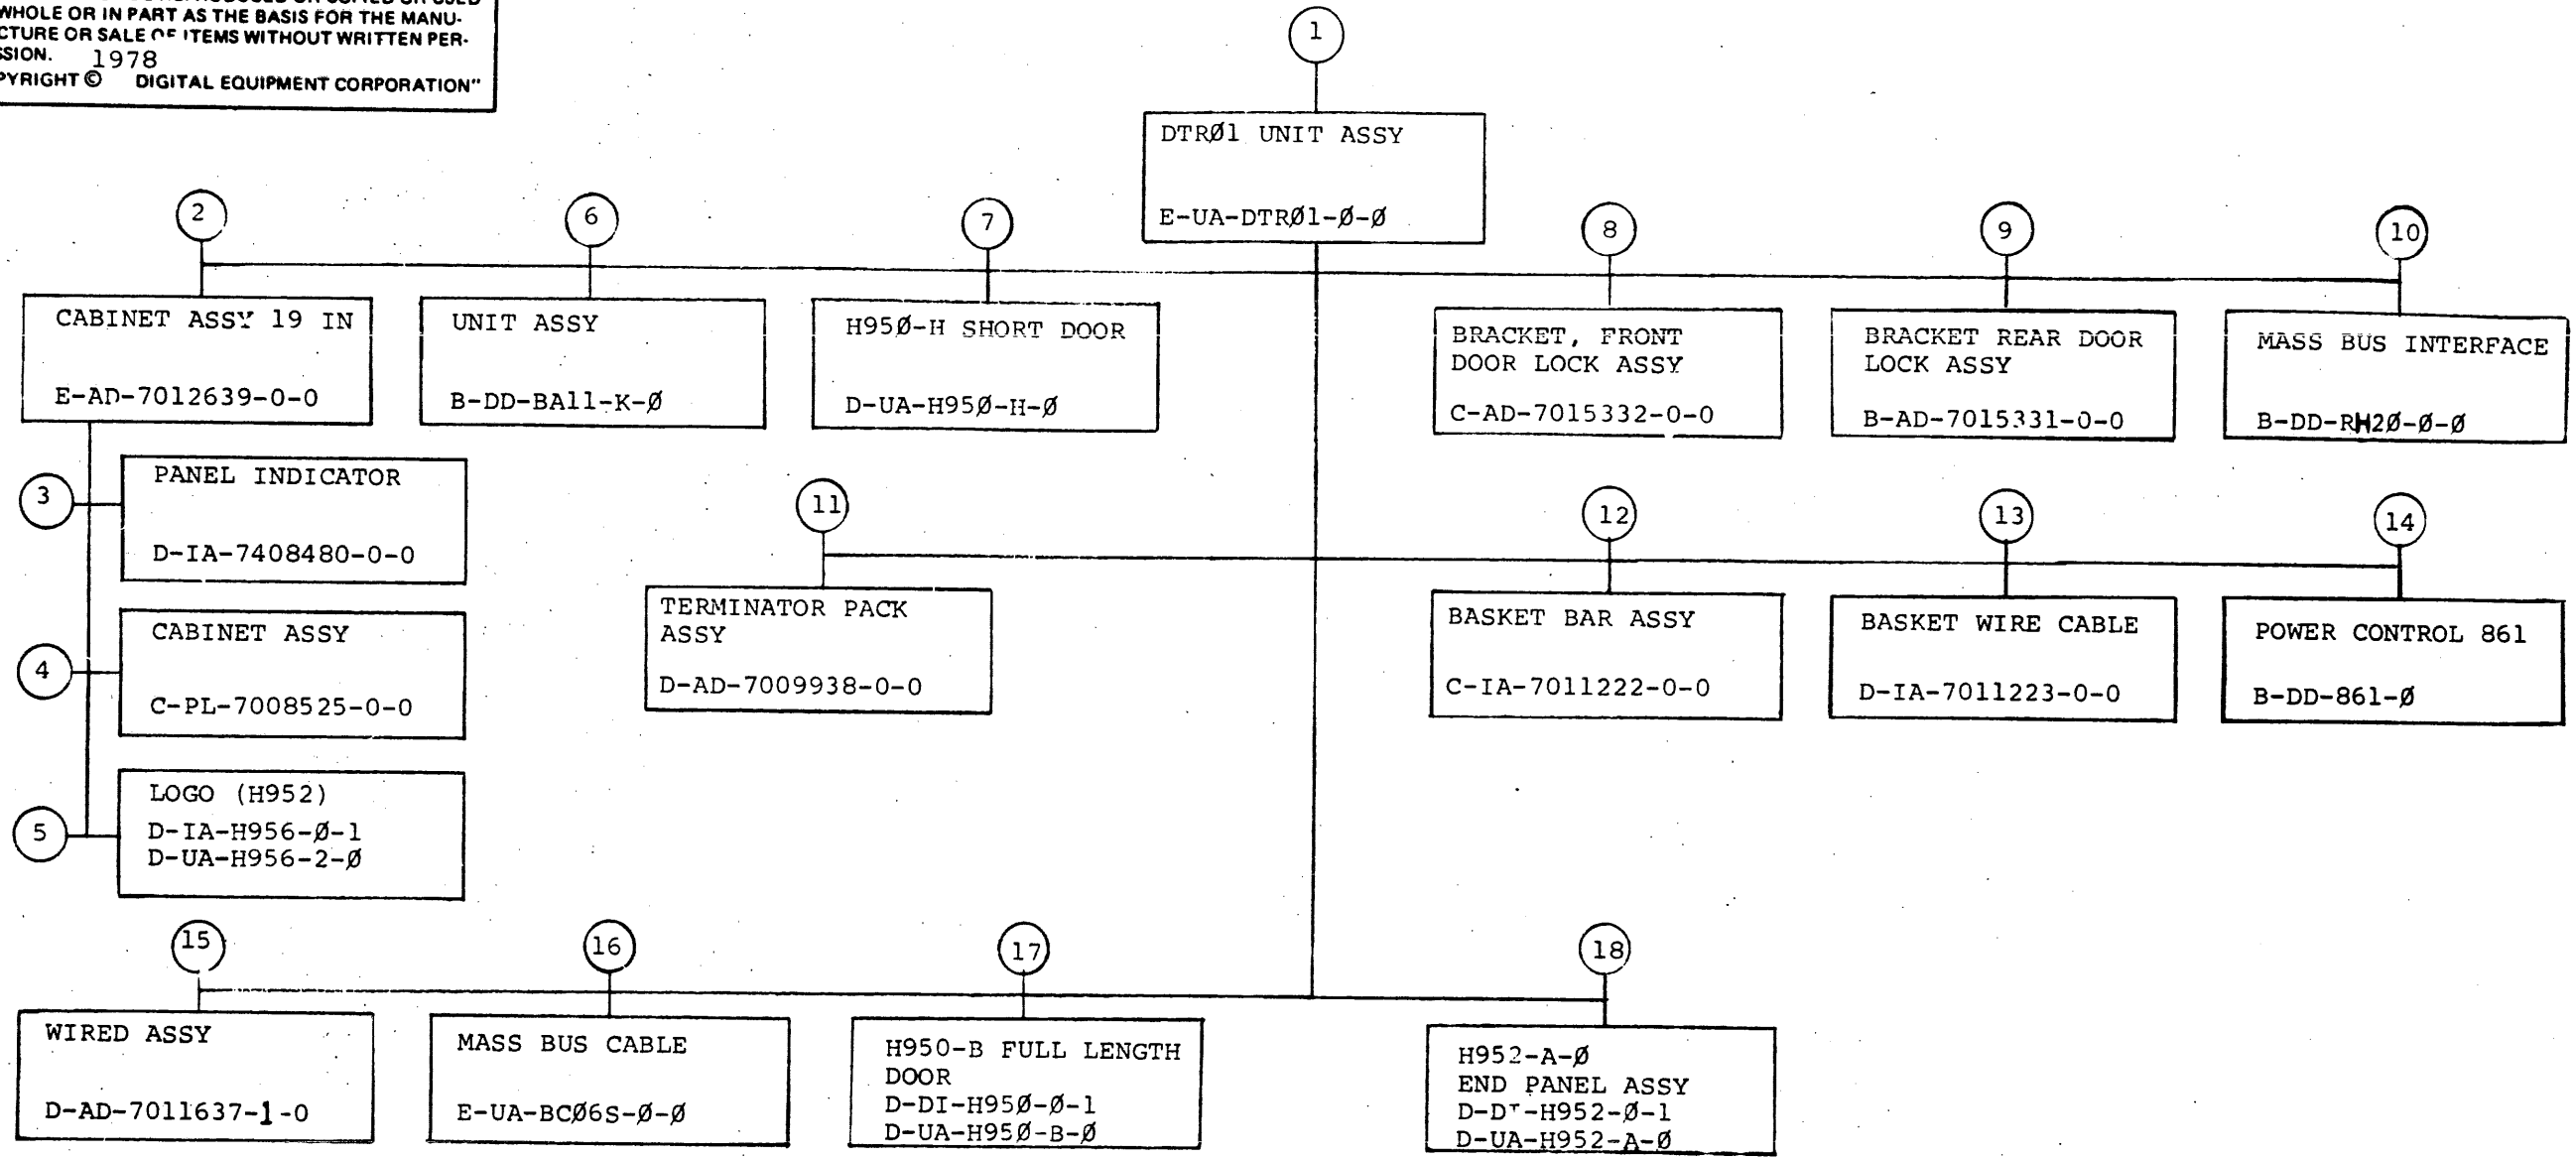 WHOLE OR IN PART AS THE BASIS FOR THE MANU-
CTURE OR SALE OF ITEMS WITHOUT WRITTEN PER-
SSION. 1978
PYRIGHT © DIGITAL EQUIPMENT CORPORATION"
1
DTRØ1 UNIT ASSY
E-UA-DTRØ1-Ø-Ø
2
CABINET ASSY 19 IN
E-AD-7012639-0-0
6
UNIT ASSY
B-DD-BA11-K-Ø
7
H95Ø-H SHORT DOOR
D-UA-H95Ø-H-Ø
8
BRACKET, FRONT
DOOR LOCK ASSY
C-AD-7015332-0-0
9
BRACKET REAR DOOR
LOCK ASSY
B-AD-7015331-0-0
10
MASS BUS INTERFACE
B-DD-RH2Ø-Ø-Ø
3
PANEL INDICATOR
D-IA-7408480-0-0
4
CABINET ASSY
C-PL-7008525-0-0
5
LOGO (H952)
D-IA-H956-Ø-1
D-UA-H956-2-Ø
11
TERMINATOR PACK
ASSY
D-AD-7009938-0-0
12
BASKET BAR ASSY
C-IA-7011222-0-0
13
BASKET WIRE CABLE
D-IA-7011223-0-0
14
POWER CONTROL 861
B-DD-861-Ø
15
WIRED ASSY
D-AD-7011637-1-0
16
MASS BUS CABLE
E-UA-BCØ6S-Ø-Ø
17
H950-B FULL LENGTH
DOOR
D-DI-H95Ø-Ø-1
D-UA-H95Ø-B-Ø
18
H952-A-Ø
END PANEL ASSY
D-UA-H952-A-Ø